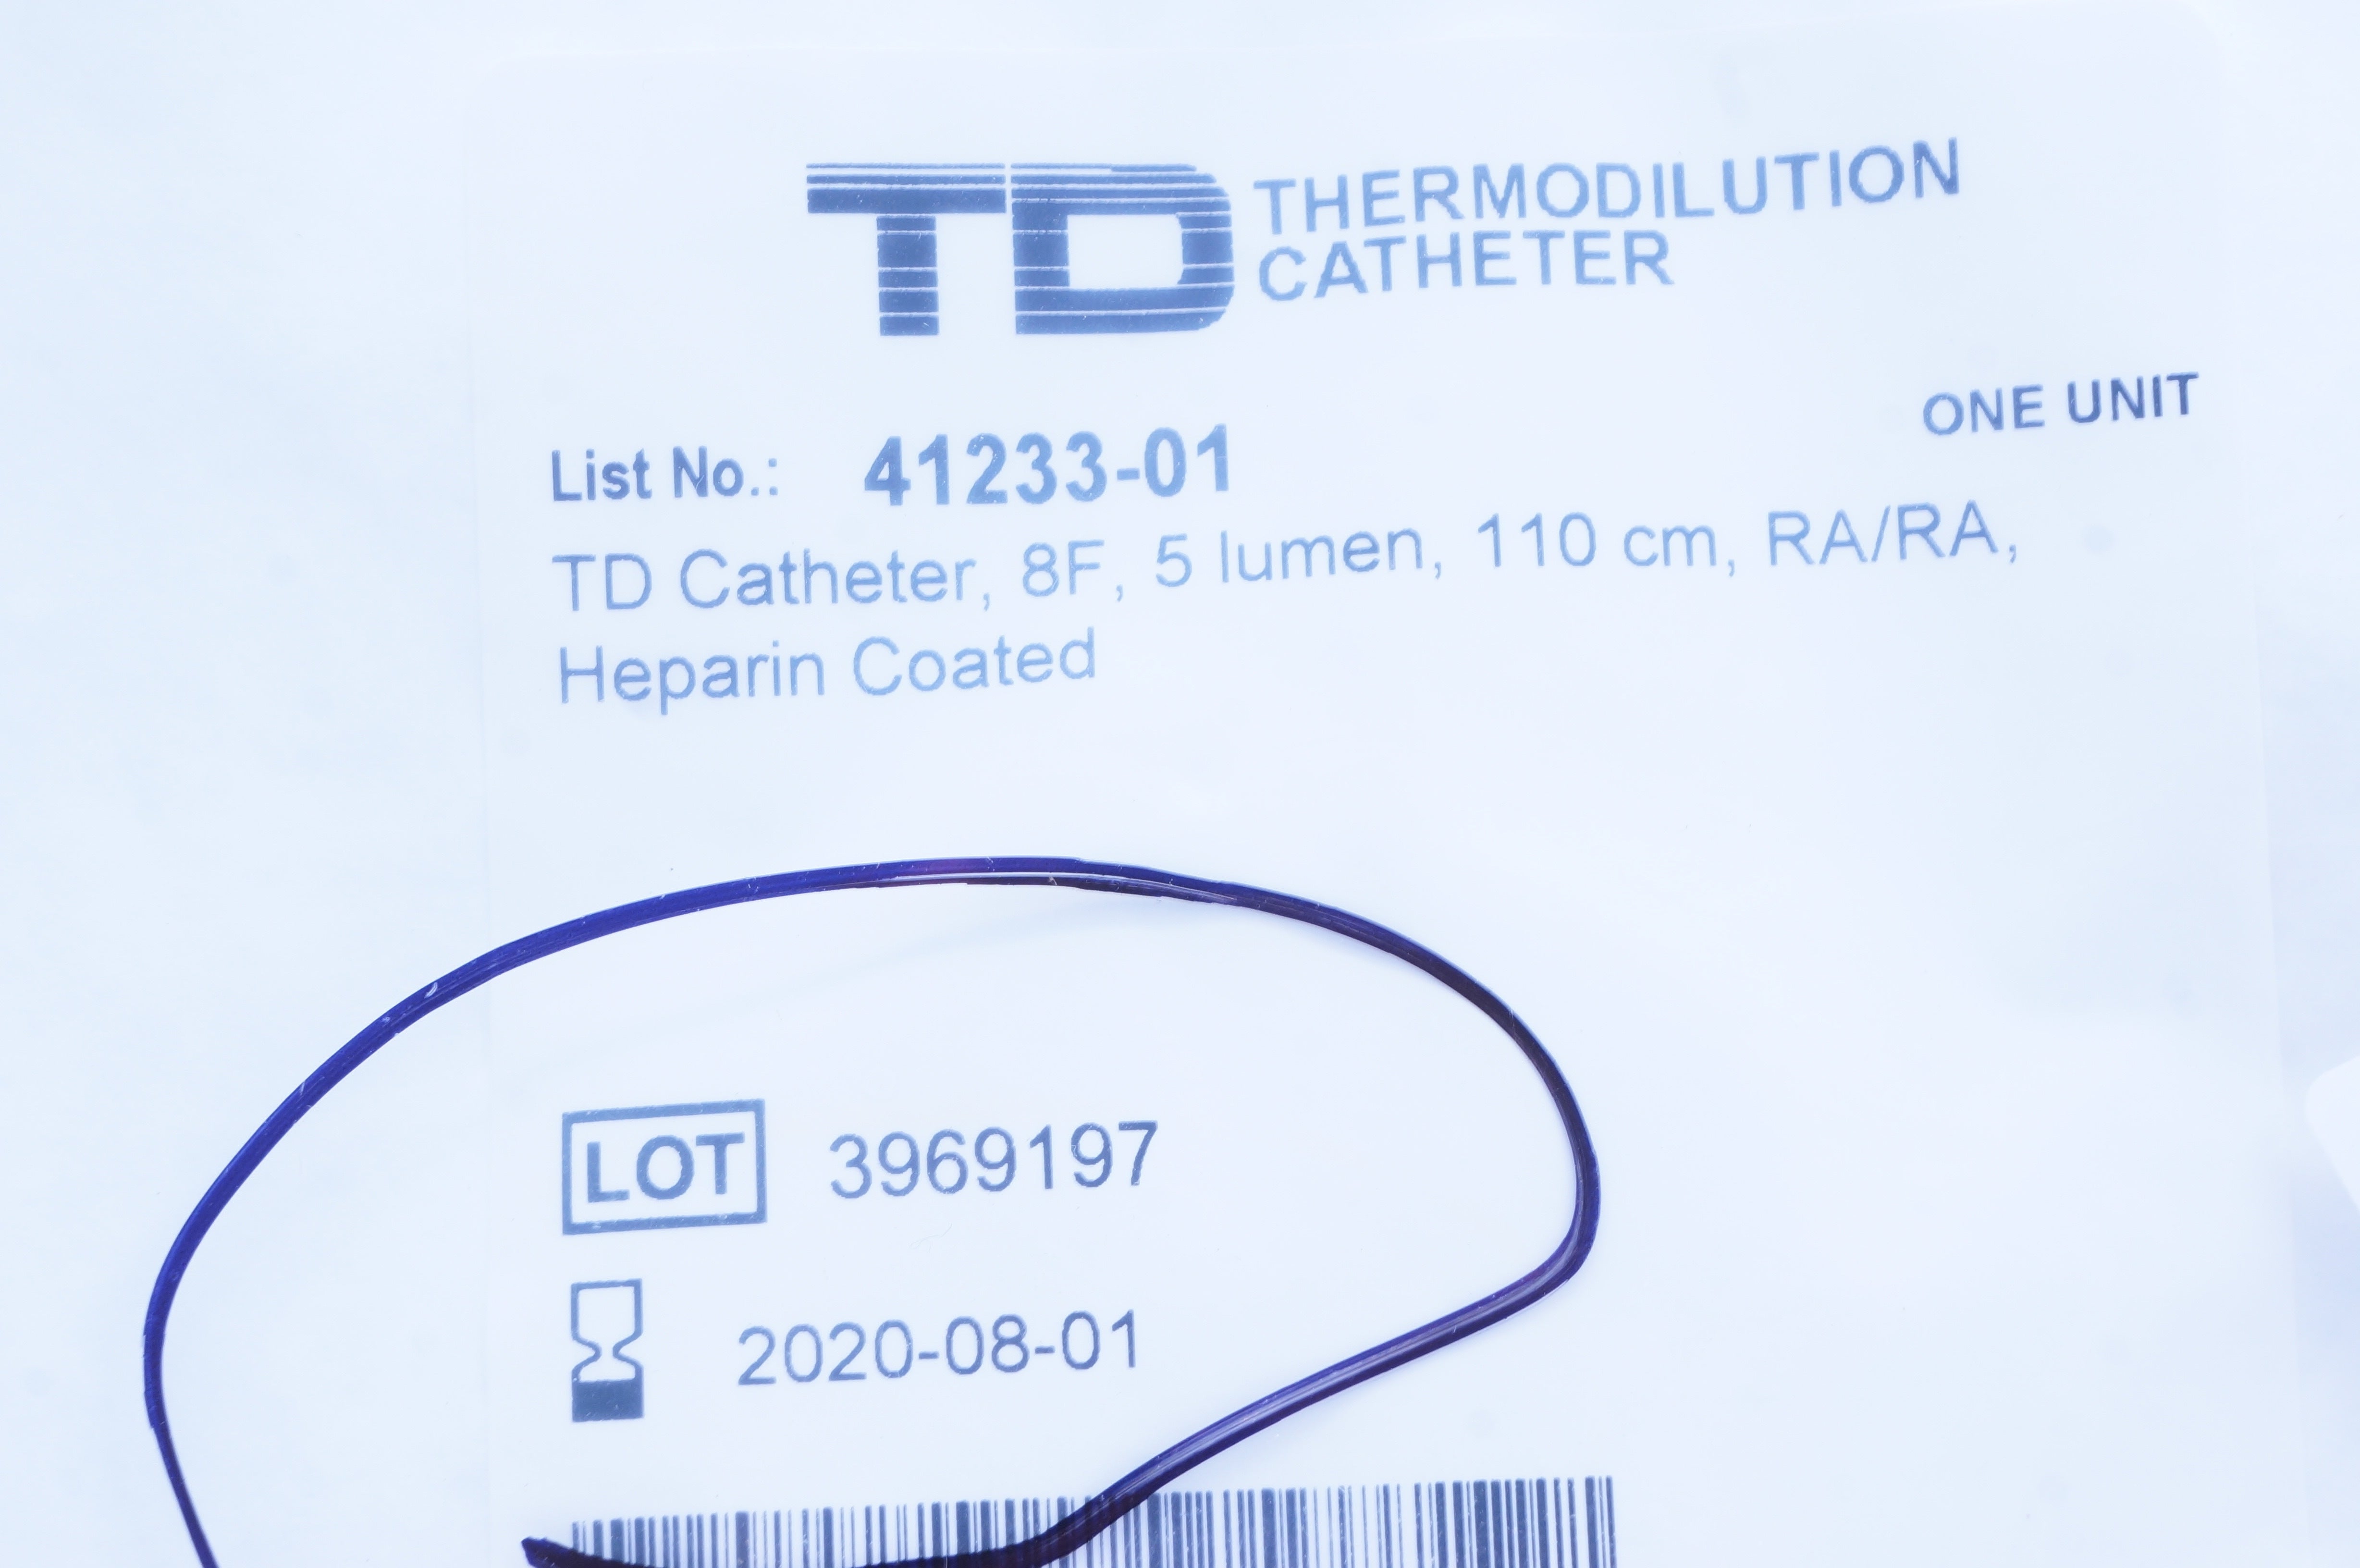 TD THERMODILUTION
CATHETER
ONE UNIT
List No.: 41233-01
TD Catheter, 8F, 5 lumen, 110 cm, RA/RA,
Heparin Coated
LOT 3969197
2020-08-01